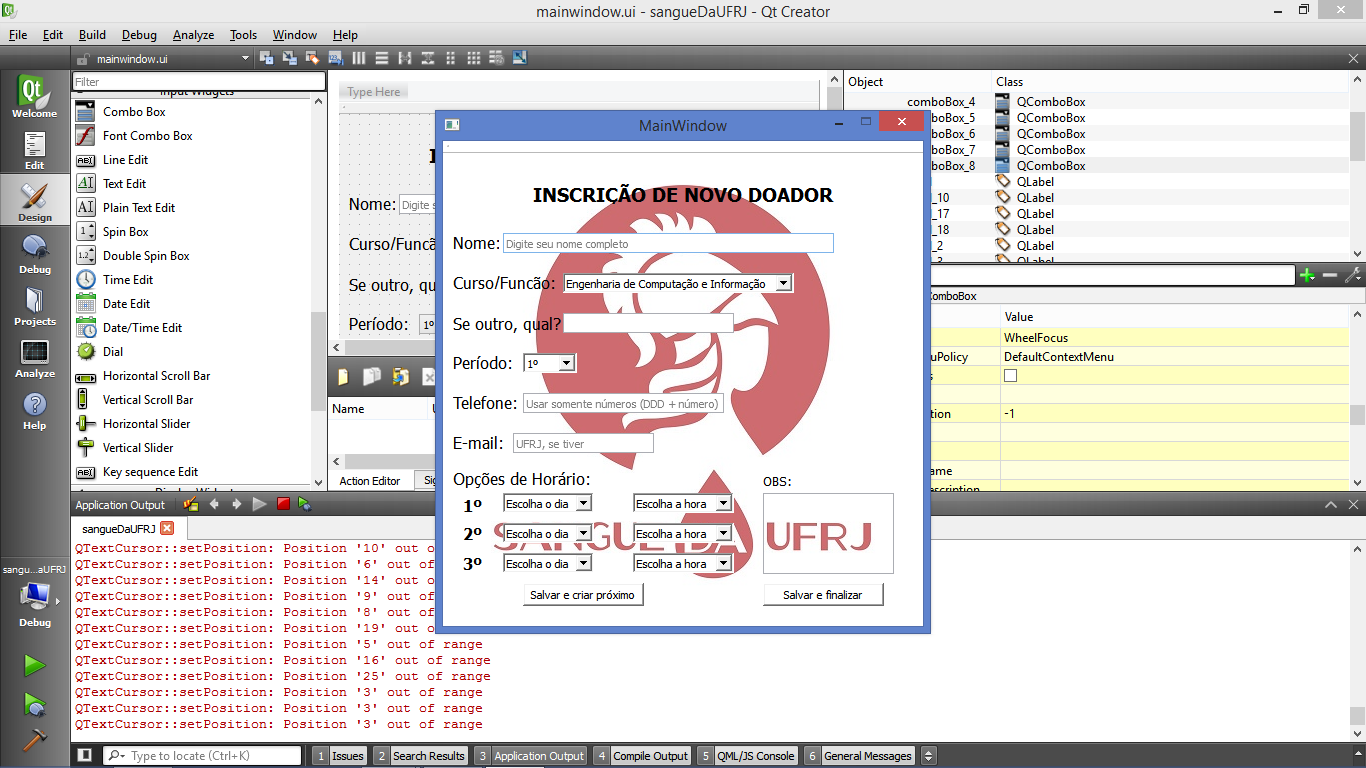 mainwindow.ui - sangueDaUFRJ - Qt Creator
File Edit Build Debug Analyze Tools Window Help
mainwindow.ui
Welcome
Edit
Design
Debug
Projects
Analyze
Help
sangu...aUFRJ
Debug
Filter
Input Widgets
Combo Box
Font Combo Box
Line Edit
Text Edit
Plain Text Edit
Spin Box
Double Spin Box
Time Edit
Date Edit
Date/Time Edit
Dial
Horizontal Scroll Bar
Vertical Scroll Bar
Horizontal Slider
Vertical Slider
Key sequence Edit
Type Here
Nome: Digite s
Curso/Funcã
Se outro, qu
Período: 1º
Name
Action Editor Sig
MainWindow
INSCRIÇÃO DE NOVO DOADOR
Nome: Digite seu nome completo
Curso/Funcão: Engenharia de Computação e Informação
Se outro, qual?
Período: 1º
Telefone: Usar somente números (DDD + número)
E-mail: UFRJ, se tiver
Opções de Horário:
OBS:
1º Escolha o dia Escolha a hora
2º Escolha o dia Escolha a hora
3º Escolha o dia Escolha a hora
SANGUE DA UFRJ
Salvar e criar próximo Salvar e finalizar
Object Class
comboBox_4 QComboBox
boBox_5 QComboBox
boBox_6 QComboBox
boBox_7 QComboBox
boBox_8 QComboBox
QLabel
_10 QLabel
_17 QLabel
_18 QLabel
_2 QLabel
_3 QLabel
omboBox
Value
WheelFocus
uPolicy DefaultContextMenu
s
tion -1
ame
escription
Application Output
sangueDaUFRJ
QTextCursor::setPosition: Position '10' out o
QTextCursor::setPosition: Position '6' out of
QTextCursor::setPosition: Position '14' out o
QTextCursor::setPosition: Position '9' out of
QTextCursor::setPosition: Position '8' out of
QTextCursor::setPosition: Position '19' out o
QTextCursor::setPosition: Position '5' out of range
QTextCursor::setPosition: Position '16' out of range
QTextCursor::setPosition: Position '25' out of range
QTextCursor::setPosition: Position '3' out of range
QTextCursor::setPosition: Position '3' out of range
QTextCursor::setPosition: Position '3' out of range
Type to locate (Ctrl+K) 1 Issues 2 Search Results 3 Application Output 4 Compile Output 5 QML/JS Console 6 General Messages